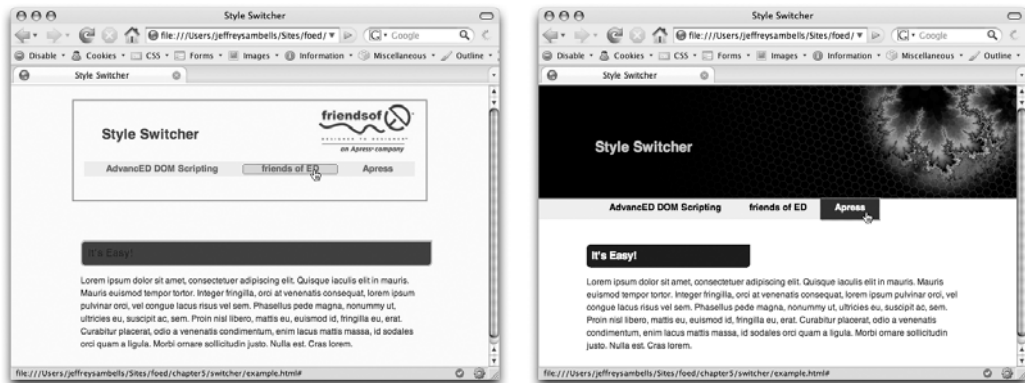 Style Switcher
file:///Users/jeffreysambells/Sites/foed/
Google
Disable Cookies CSS Forms Images Information Miscellaneous Outline
Style Switcher
friendsof
DESIGNER TO DESIGNER
an Apress company
Style Switcher
AdvancED DOM Scripting friends of ED Apress
It's Easy!
Lorem ipsum dolor sit amet, consectetuer adipiscing elit. Quisque iaculis elit in mauris.
Mauris euismod tempor tortor. Integer fringilla, orci at venenatis consequat, lorem ipsum
pulvinar orci, vel congue lacus risus vel sem. Phasellus pede magna, nonummy ut,
ultricies eu, suscipit ac, sem. Proin nisl libero, mattis eu, euismod id, fringilla eu, erat.
Curabitur placerat, odio a venenatis condimentum, enim lacus mattis massa, id sodales
orci quam a ligula. Morbi ornare sollicitudin justo. Nulla est. Cras lorem.
file:///Users/jeffreysambells/Sites/foed/chapter5/switcher/example.html#
Style Switcher
file:///Users/jeffreysambells/Sites/foed/
Google
Disable Cookies CSS Forms Images Information Miscellaneous Outline
Style Switcher
Style Switcher
AdvancED DOM Scripting friends of ED Apress
It's Easy!
Lorem ipsum dolor sit amet, consectetuer adipiscing elit. Quisque iaculis elit in mauris.
Mauris euismod tempor tortor. Integer fringilla, orci at venenatis consequat, lorem ipsum
pulvinar orci, vel congue lacus risus vel sem. Phasellus pede magna, nonummy ut,
ultricies eu, suscipit ac, sem. Proin nisl libero, mattis eu, euismod id, fringilla eu, erat.
Curabitur placerat, odio a venenatis condimentum, enim lacus
mattis massa, id sodales orci quam a ligula. Morbi ornare sollicitudin
justo. Nulla est. Cras lorem.
file:///Users/jeffreysambells/Sites/foed/chapter5/switcher/example.html#